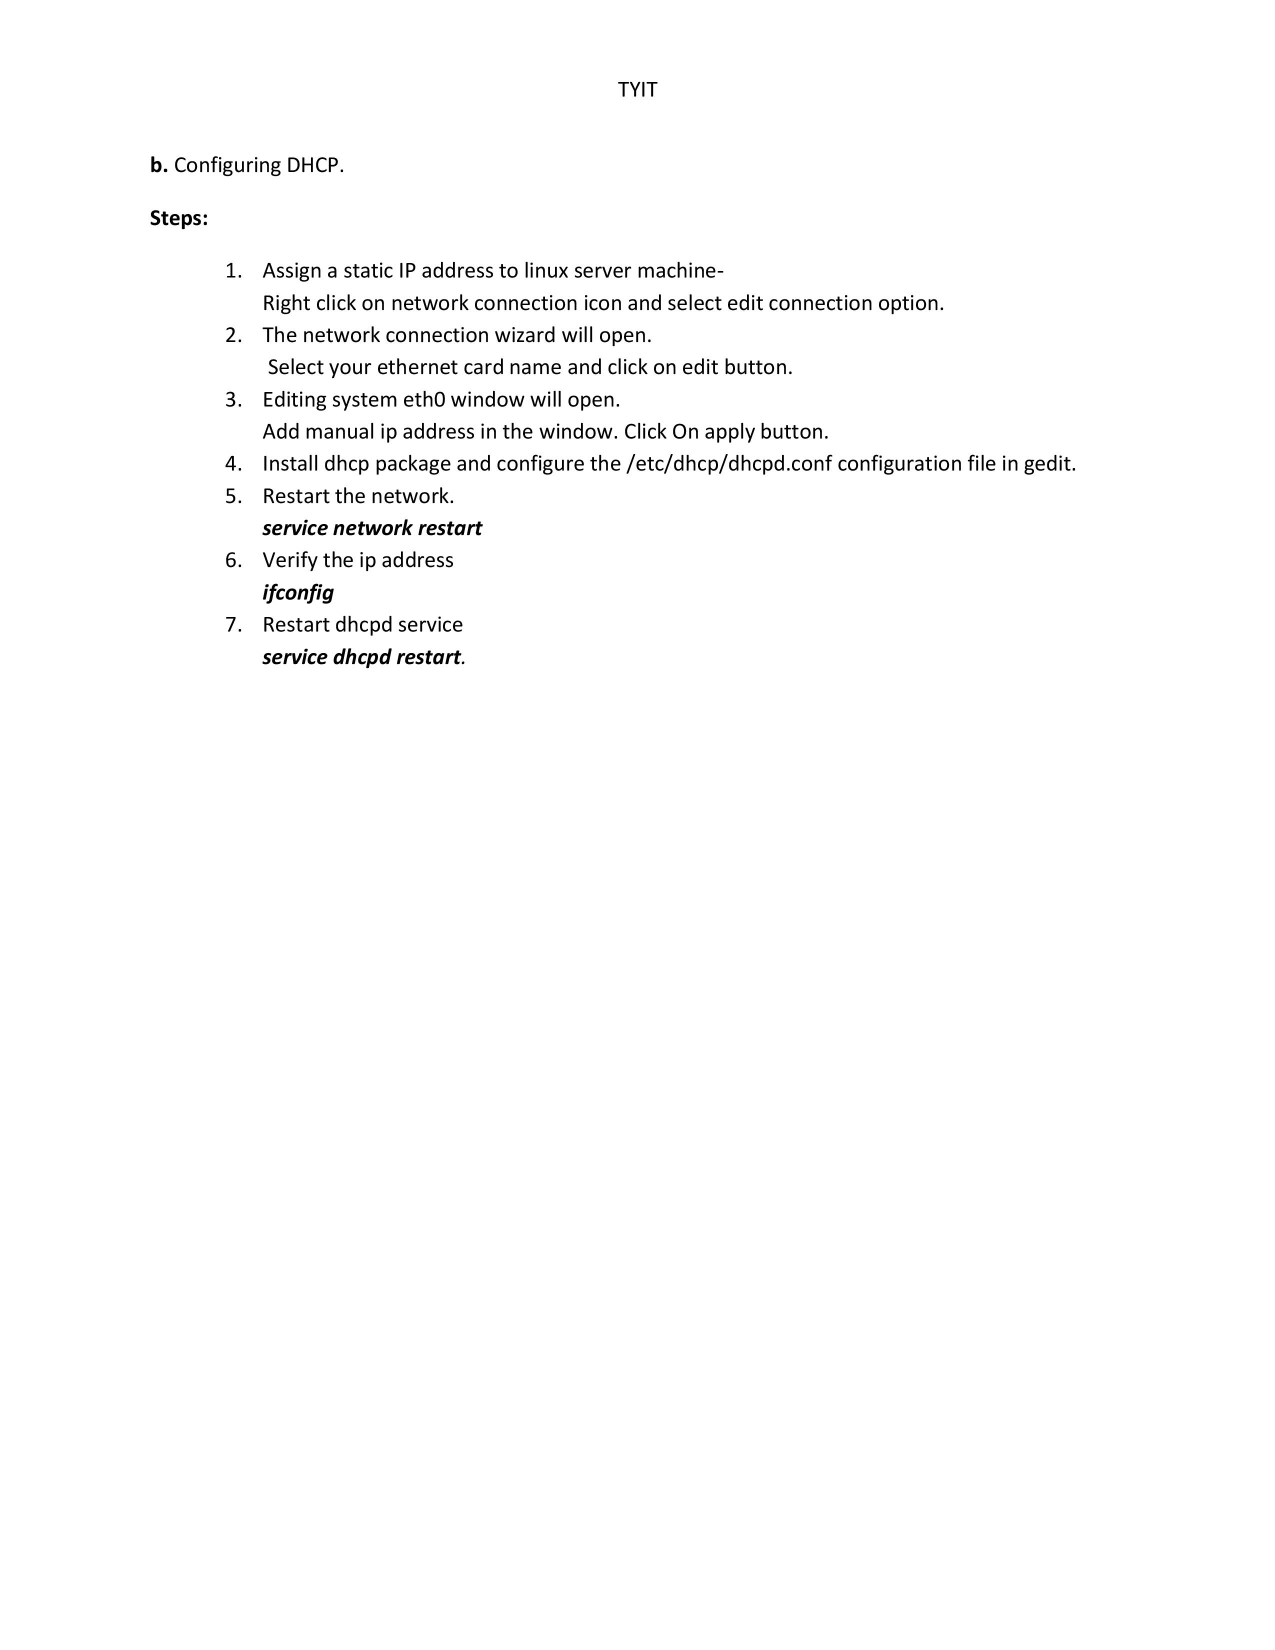 TYIT
b. Configuring DHCP.
Steps:
1. Assign a static IP address to linux server machine-
Right click on network connection icon and select edit connection option.
2. The network connection wizard will open.
Select your ethernet card name and click on edit button.
3. Editing system eth0 window will open.
Add manual ip address in the window. Click On apply button.
4. Install dhcp package and configure the /etc/dhcp/dhcpd.conf configuration file in gedit.
5. Restart the network.
service network restart
6. Verify the ip address
ifconfig
7. Restart dhcpd service
service dhcpd restart.